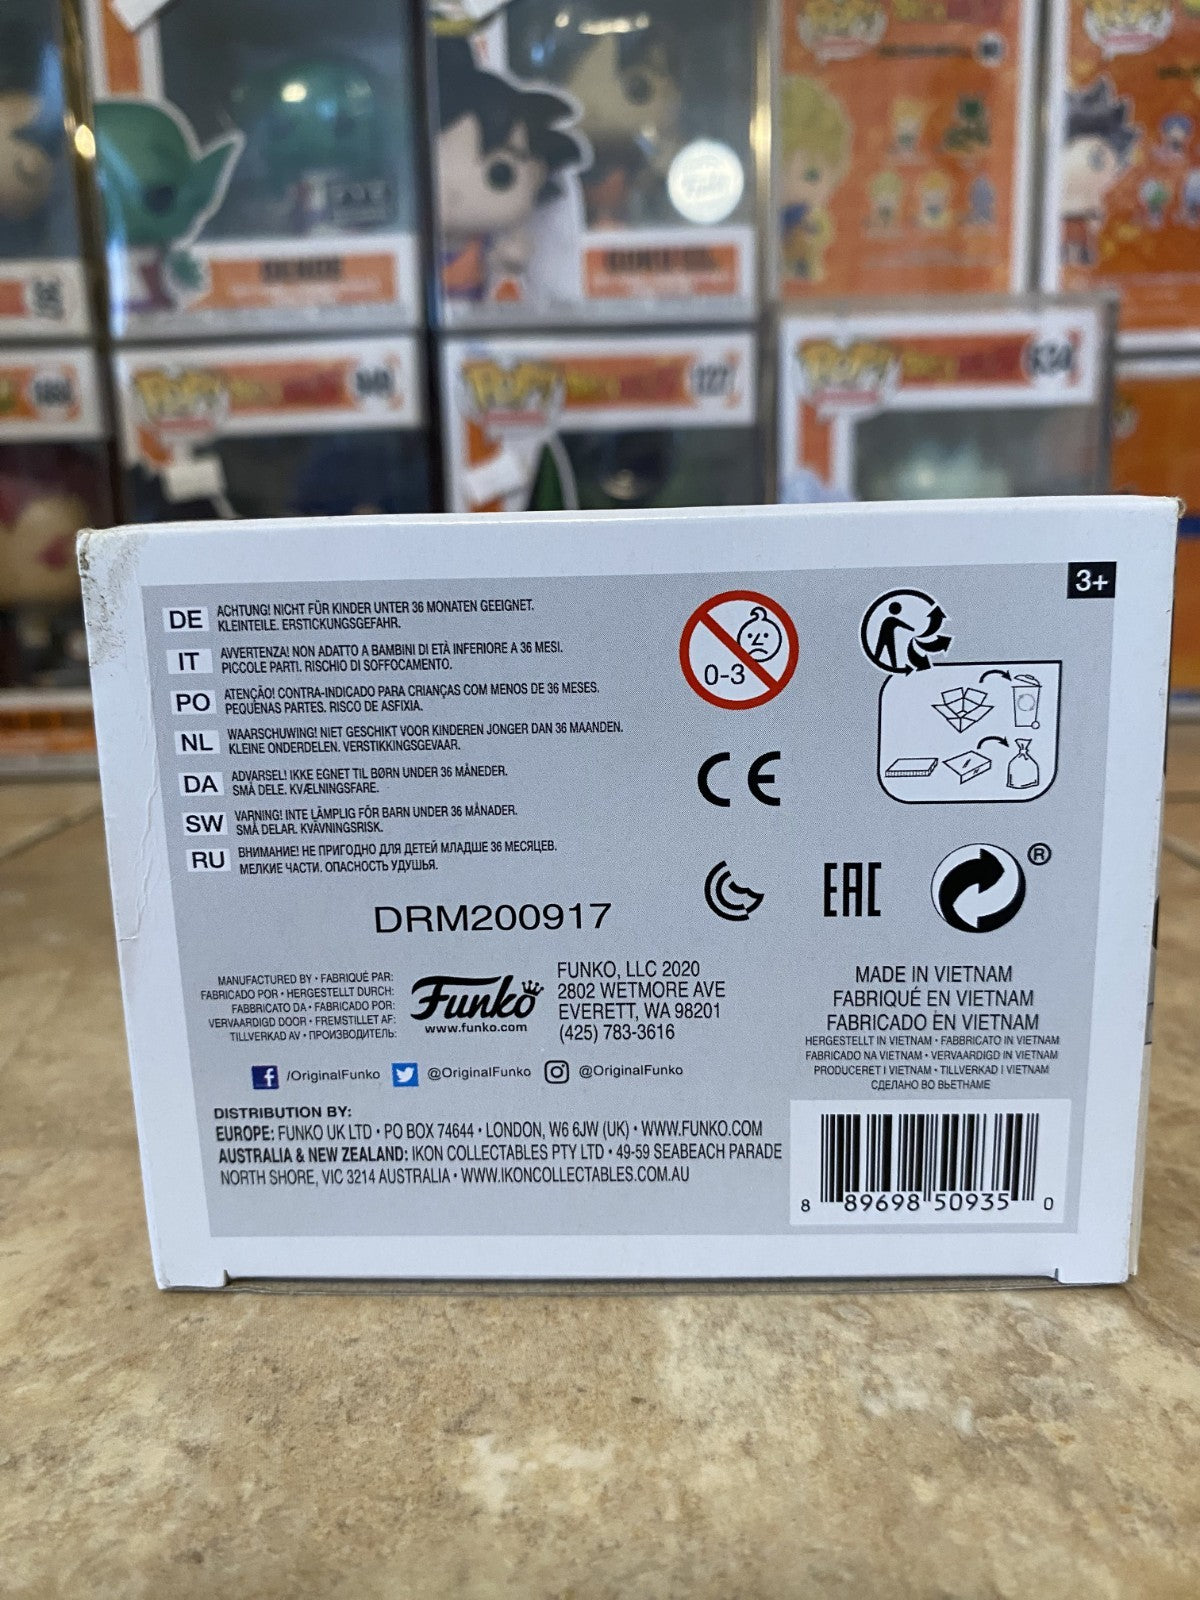 POP!
POP!
727
POP!
634
3+
DE ACHTUNG! NICHT FÜR KINDER UNTER 36 MONATEN GEEIGNET.
KLEINTEILE. ERSTICKUNGSGEFAHR.
IT AVVERTENZA! NON ADATTO A BAMBINI DI ETÀ INFERIORE A 36 MESI.
PICCOLE PARTI. RISCHIO DI SOFFOCAMENTO.
PO ATENÇÃO! CONTRA-INDICADO PARA CRIANÇAS COM MENOS DE 36 MESES.
PEQUENAS PARTES. RISCO DE ASFIXIA.
NL WAARSCHUWING! NIET GESCHIKT VOOR KINDEREN JONGER DAN 36 MAANDEN.
KLEINE ONDERDELEN. VERSTIKKINGSGEVAAR.
DA ADVARSEL! IKKE EGNET TIL BØRN UNDER 36 MÅNEDER.
SMÅ DELE. KVÆLNINGSFARE.
SW VARNING! INTE LÄMPLIG FÖR BARN UNDER 36 MÅNADER.
SMÅ DELAR. KVÄVNINGSRISK.
RU ВНИМАНИЕ! НЕ ПРИГОДНО ДЛЯ ДЕТЕЙ МЛАДШЕ 36 МЕСЯЦЕВ.
МЕЛКИЕ ЧАСТИ. ОПАСНОСТЬ УДУШЬЯ.
0-3
CE
EAC
®
DRM200917
MANUFACTURED BY • FABRIQUÉ PAR:
FABRICADO POR • HERGESTELLT DURCH:
FABBRICATO DA • FABRICADO POR:
VERVAARDIGD DOOR • FREMSTILLET AF:
TILLVERKAD AV • ПРОИЗВОДИТЕЛЬ:
Funko
www.funko.com
FUNKO, LLC 2020
2802 WETMORE AVE
EVERETT, WA 98201
(425) 783-3616
MADE IN VIETNAM
FABRIQUÉ EN VIETNAM
FABRICADO EN VIETNAM
HERGESTELLT IN VIETNAM • FABBRICATO IN VIETNAM
FABRICADO NA VIETNAM • VERVAARDIGD IN VIETNAM
PRODUCERET I VIETNAM • TILLVERKAD I VIETNAM
СДЕЛАНО ВО ВЬЕТНАМЕ
f /OriginalFunko @OriginalFunko @OriginalFunko
DISTRIBUTION BY:
EUROPE: FUNKO UK LTD • PO BOX 74644 • LONDON, W6 6JW (UK) • WWW.FUNKO.COM
AUSTRALIA & NEW ZEALAND: IKON COLLECTABLES PTY LTD • 49-59 SEABEACH PARADE
NORTH SHORE, VIC 3214 AUSTRALIA • WWW.IKONCOLLECTABLES.COM.AU
8 89698 50935 0